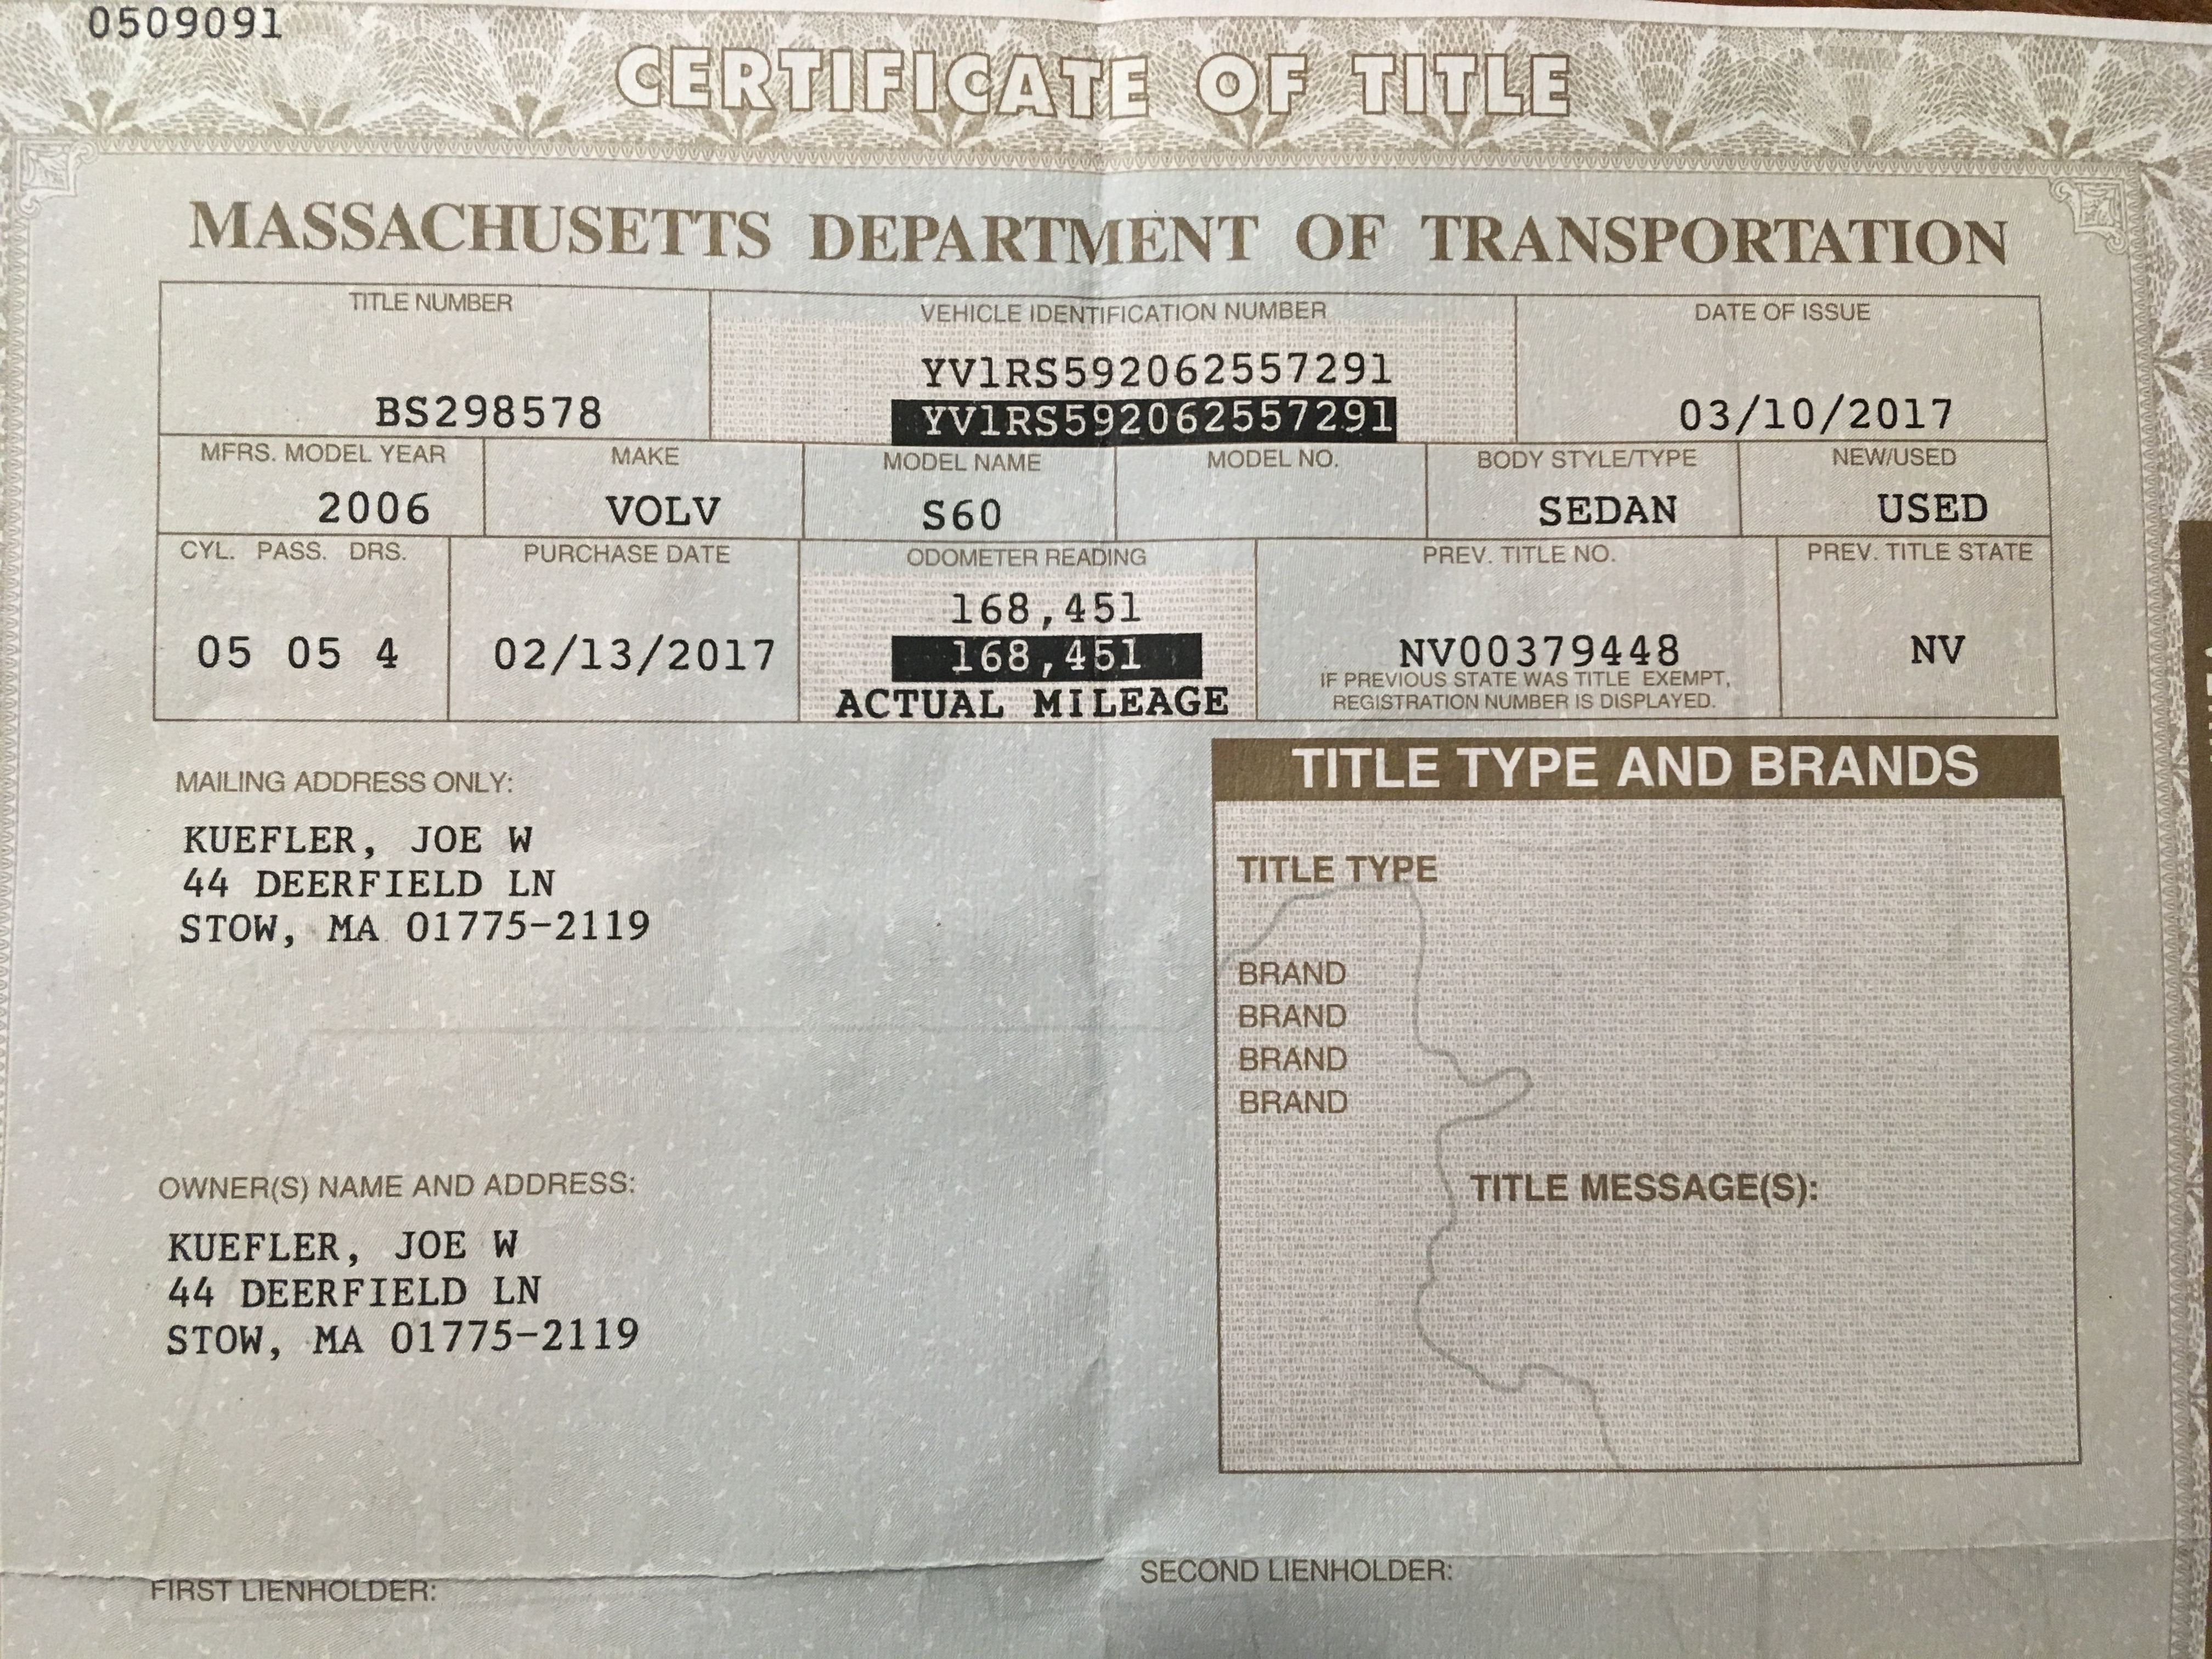 0509091
CERTIFICATE OF TITLE
MASSACHUSETTS DEPARTMENT OF TRANSPORTATION
TITLE NUMBER VEHICLE IDENTIFICATION NUMBER DATE OF ISSUE
YV1RS592062557291
BS298578 YV1RS592062557291 03/10/2017
MFRS. MODEL YEAR MAKE MODEL NAME MODEL NO. BODY STYLE/TYPE NEW/USED
2006 VOLV S60 SEDAN USED
CYL. PASS. DRS. PURCHASE DATE ODOMETER READING PREV. TITLE NO. PREV. TITLE STATE
168,451
05 05 4 02/13/2017 168,451 NV00379448 NV
ACTUAL MILEAGE
IF PREVIOUS STATE WAS TITLE EXEMPT,
REGISTRATION NUMBER IS DISPLAYED.
MAILING ADDRESS ONLY:
KUEFLER, JOE W
44 DEERFIELD LN
STOW, MA 01775-2119
OWNER(S) NAME AND ADDRESS:
KUEFLER, JOE W
44 DEERFIELD LN
STOW, MA 01775-2119
TITLE TYPE AND BRANDS
TITLE TYPE
BRAND
BRAND
BRAND
BRAND
TITLE MESSAGE(S):
FIRST LIENHOLDER:
SECOND LIENHOLDER: